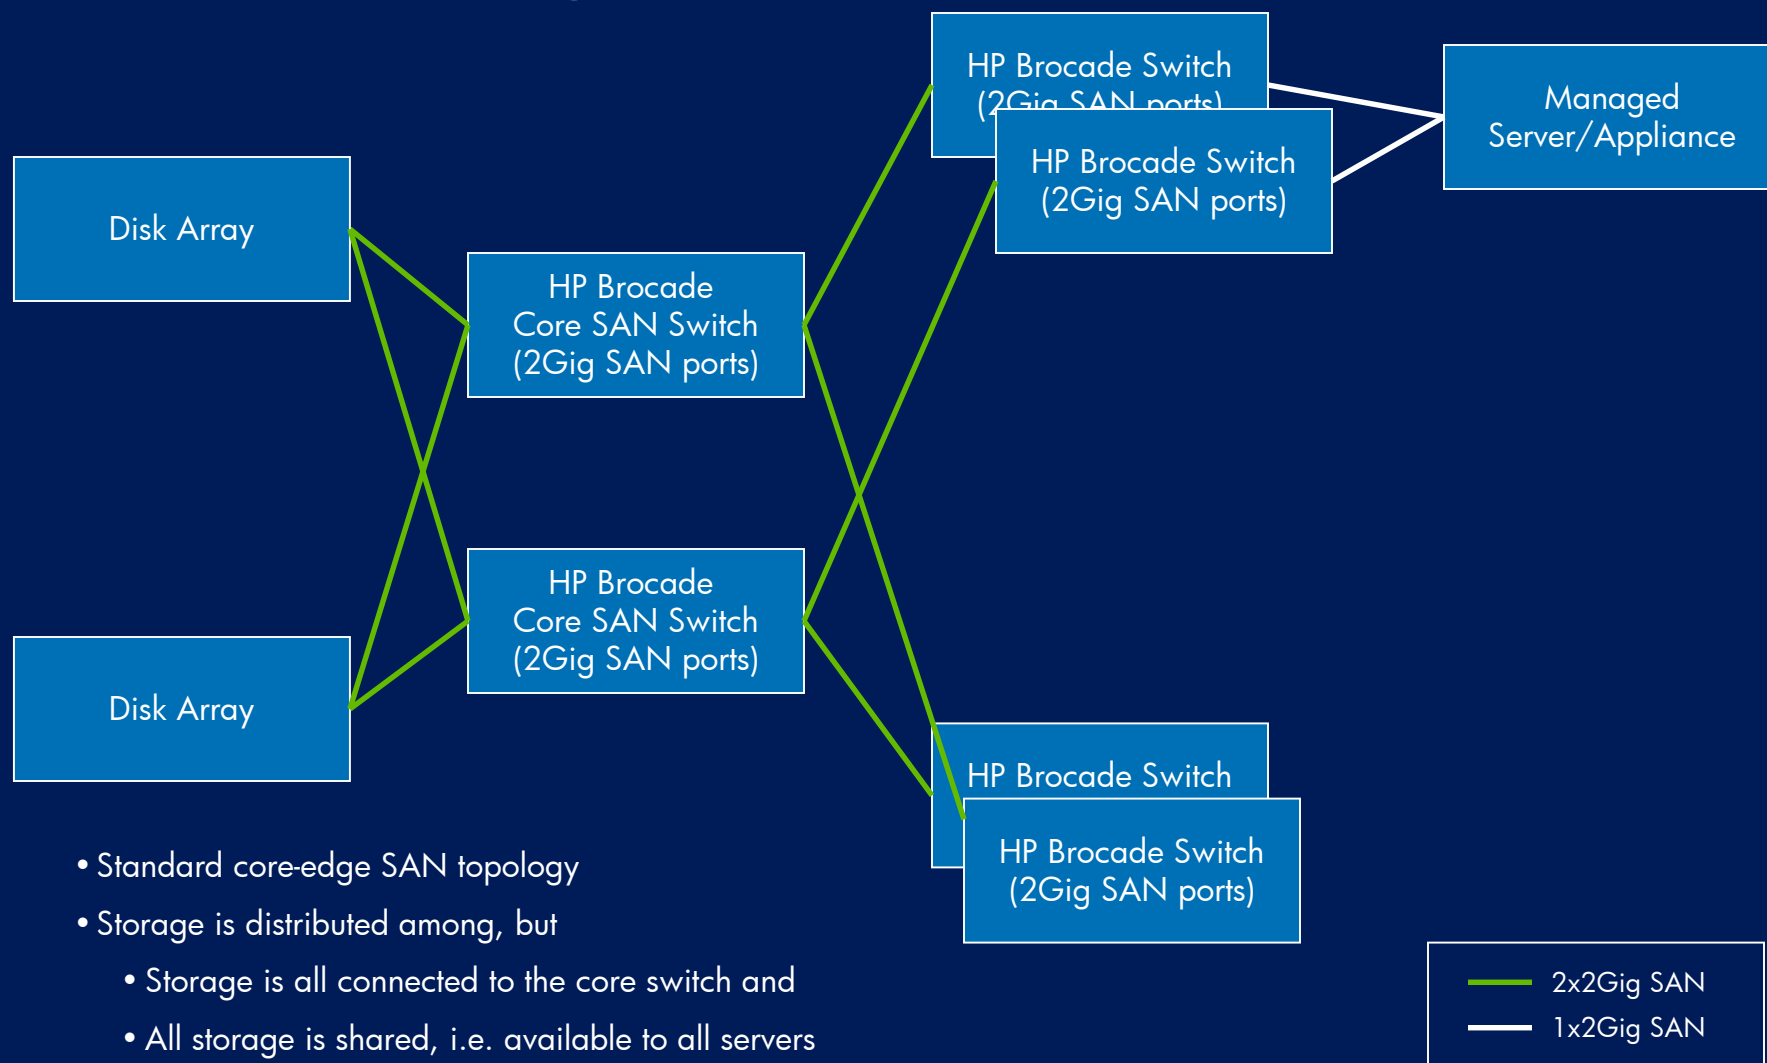 HP Brocade Switch
(2Gig SAN ports)
HP Brocade Switch
(2Gig SAN ports)
Managed
Server/Appliance
Disk Array
HP Brocade
Core SAN Switch
(2Gig SAN ports)
HP Brocade
Core SAN Switch
(2Gig SAN ports)
Disk Array
HP Brocade Switch
HP Brocade Switch
(2Gig SAN ports)
• Standard core-edge SAN topology
• Storage is distributed among, but
• Storage is all connected to the core switch and
• All storage is shared, i.e. available to all servers
2x2Gig SAN
1x2Gig SAN